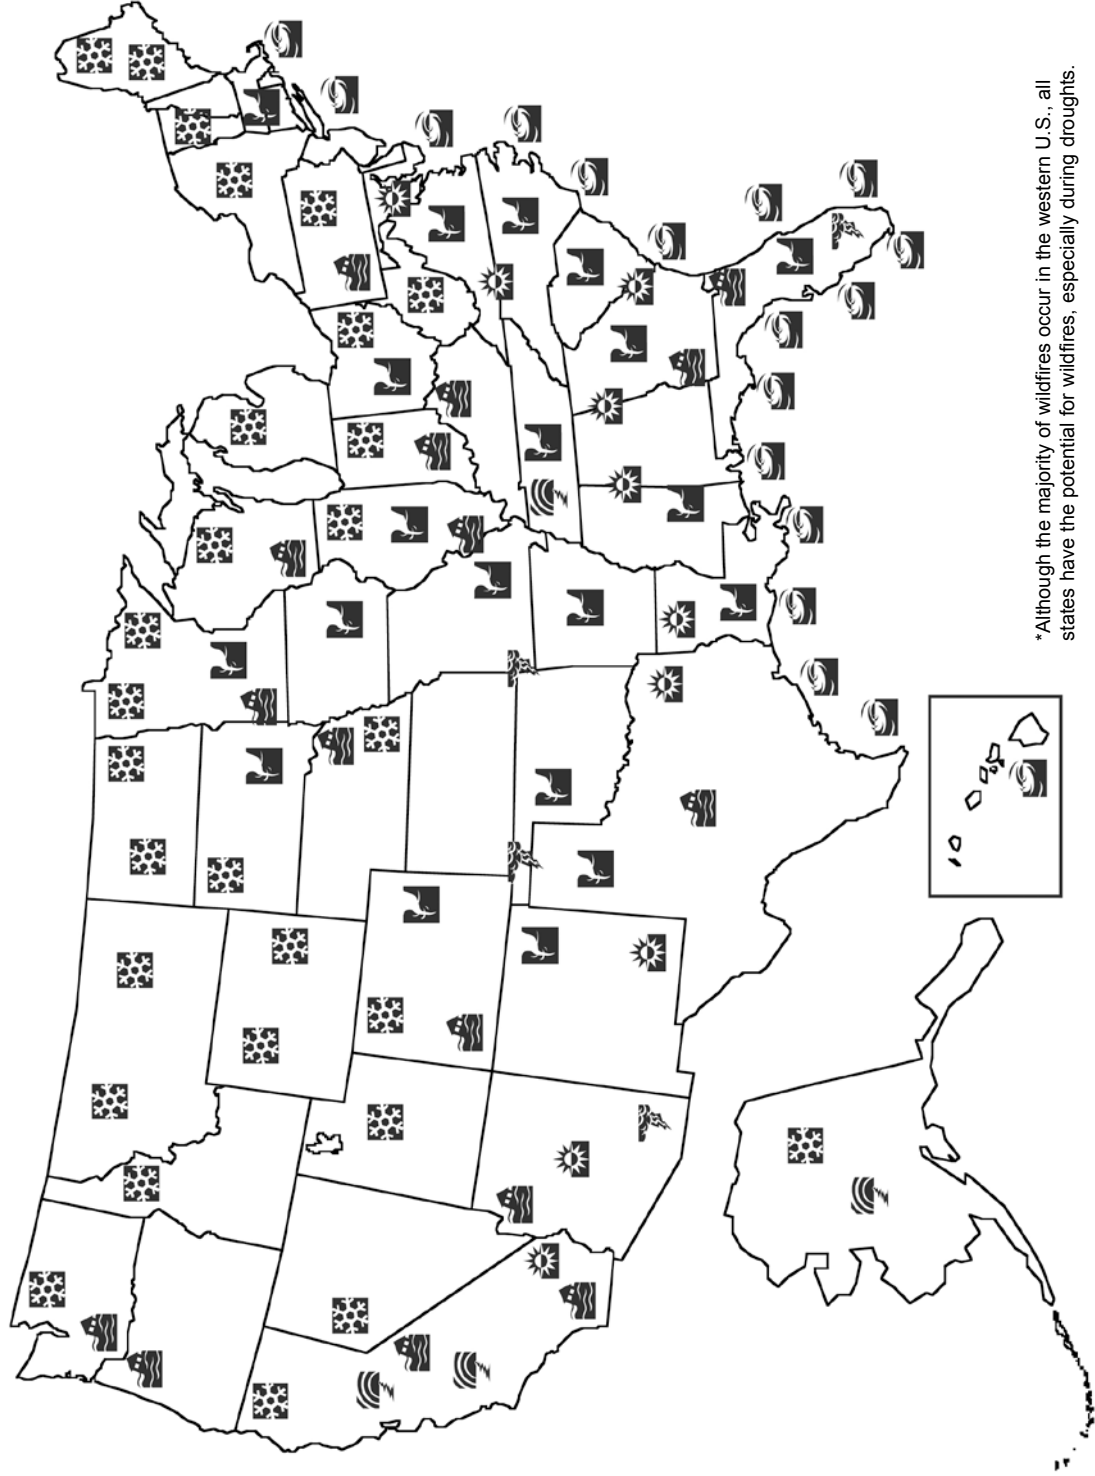 *Although the majority of wildfires occur in the western U.S., all
states have the potential for wildfires, especially during droughts.